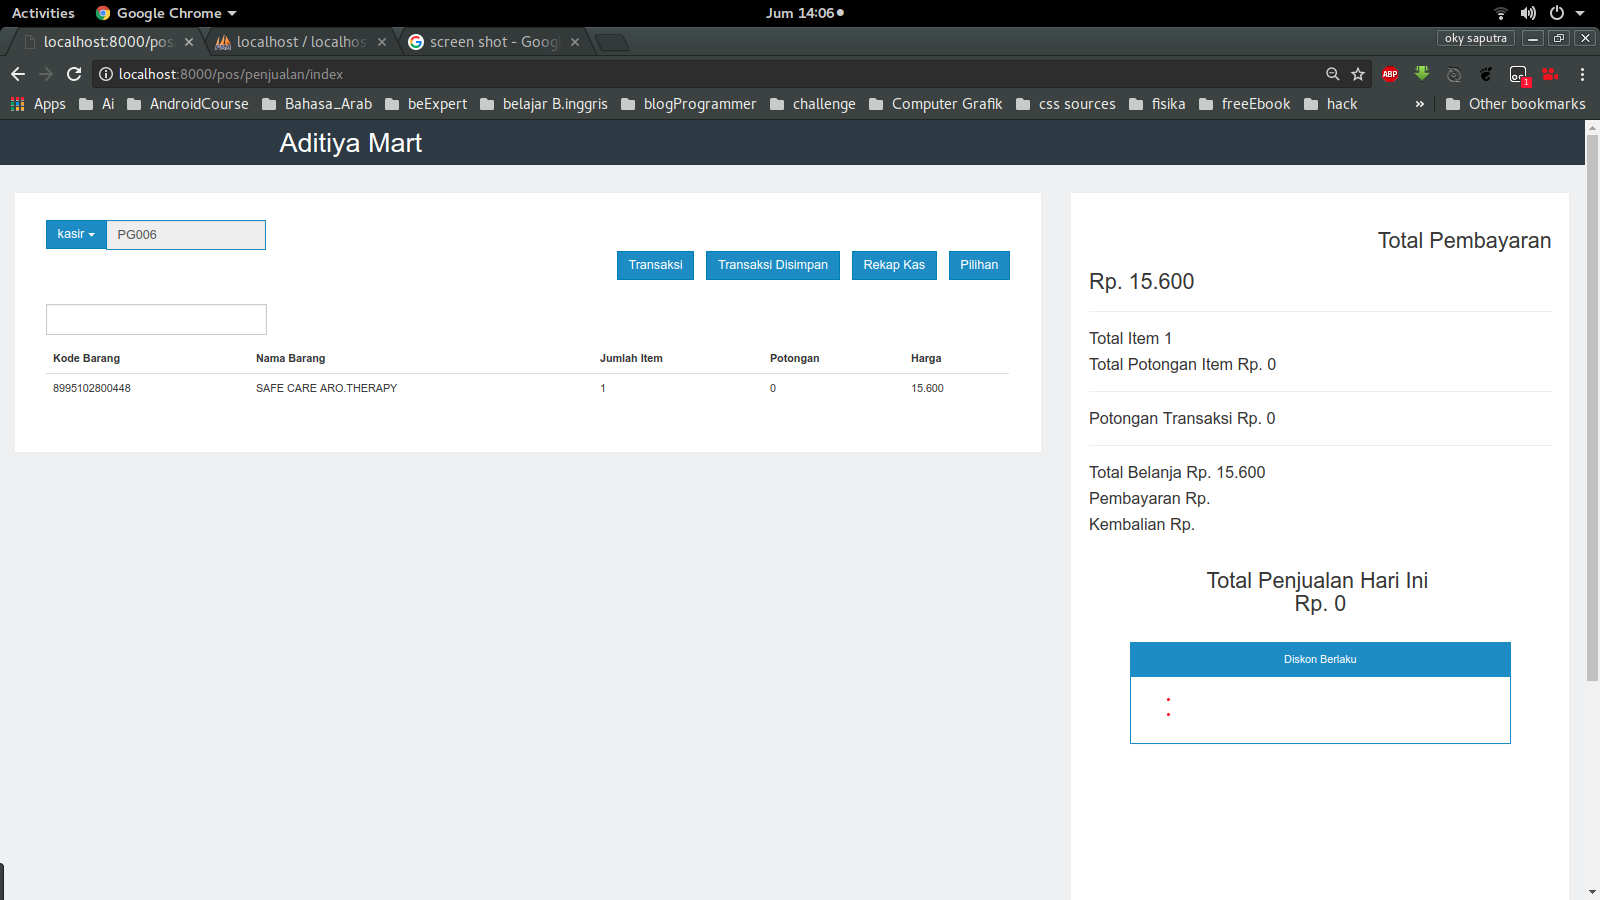 Activities Google Chrome Jum 14:06
localhost:8000/pos localhost / localhos screen shot - Goog oky saputra
localhost:8000/pos/penjualan/index ABP 1
Apps Ai AndroidCourse Bahasa_Arab beExpert belajar B.inggris blogProgrammer challenge Computer Grafik css sources fisika freeEbook hack » Other bookmarks
Aditiya Mart
kasir PG006
Transaksi Transaksi Disimpan Rekap Kas Pilihan
Kode Barang Nama Barang Jumlah Item Potongan Harga
8995102800448 SAFE CARE ARO.THERAPY 1 0 15.600
Total Pembayaran
Rp. 15.600
Total Item 1
Total Potongan Item Rp. 0
Potongan Transaksi Rp. 0
Total Belanja Rp. 15.600
Pembayaran Rp.
Kembalian Rp.
Total Penjualan Hari Ini
Rp. 0
Diskon Berlaku